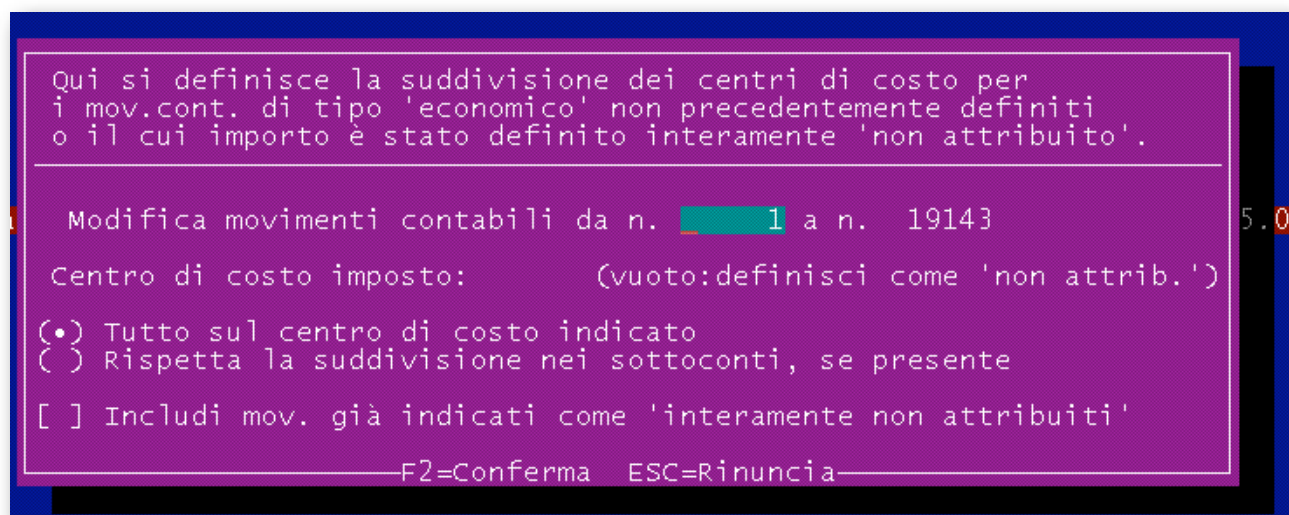 Qui si definisce la suddivisione dei centri di costo per
i mov.cont. di tipo 'economico' non precedentemente definiti
o il cui importo è stato definito interamente 'non attribuito'.
Modifica movimenti contabili da n. 1 a n. 19143
5.0
Centro di costo imposto: (vuoto:definisci come 'non attrib.')
(•) Tutto sul centro di costo indicato
( ) Rispetta la suddivisione nei sottoconti, se presente
[ ] Includi mov. già indicati come 'interamente non attribuiti'
F2=Conferma ESC=Rinuncia